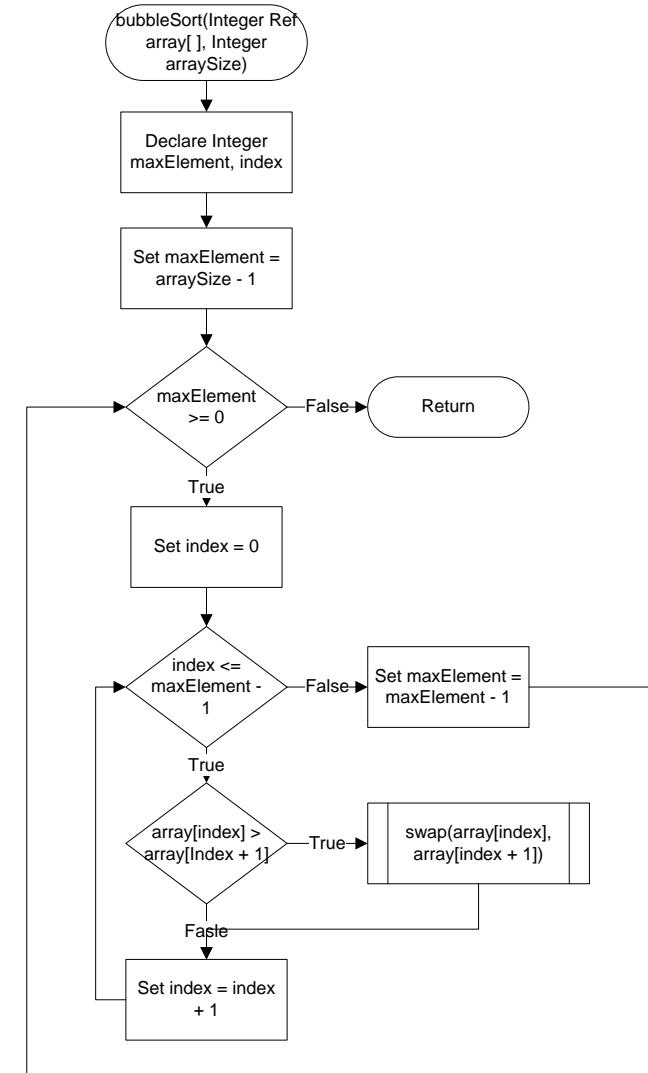 bubbleSort(Integer Ref
array[ ], Integer
arraySize)
Declare Integer
maxElement, index
Set maxElement =
arraySize - 1
maxElement
>= 0
False
Return
True
Set index = 0
index <=
maxElement -
1
False
Set maxElement =
maxElement - 1
True
array[index] >
array[Index + 1]
True
swap(array[index],
array[index + 1])
Fasle
Set index = index
+ 1